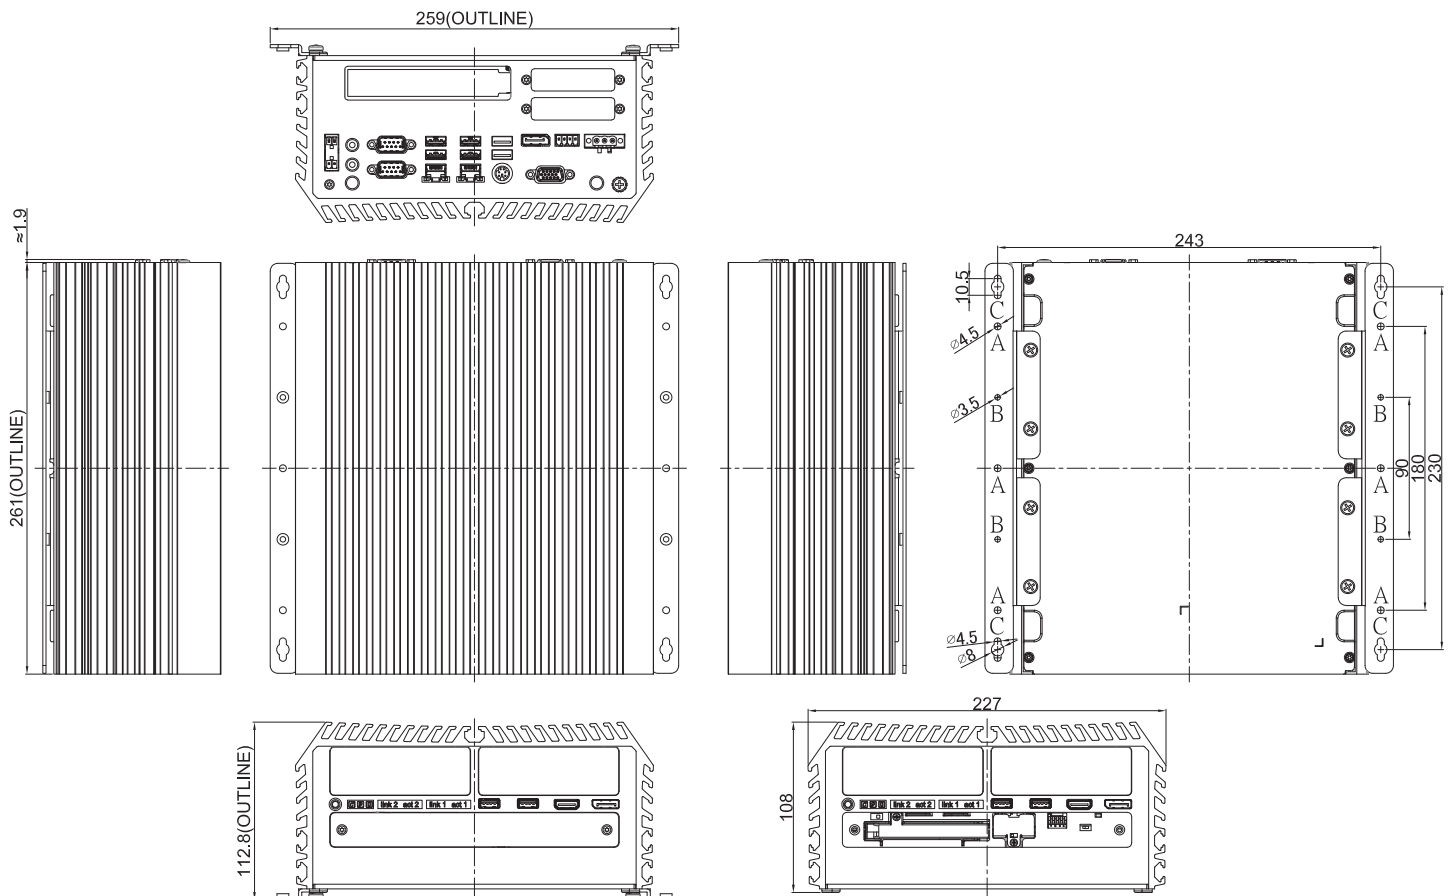 259(OUTLINE)
≈1.9
261(OUTLINE)
243
10.5
C C
∅4.5
A A
∅3.5
B B
A A
90
180
230
B B
A A
C C
∅4.5
∅8
227
112.8(OUTLINE)
link 2 act 2 link 1 act 1
108
link 2 act 2 link 1 act 1